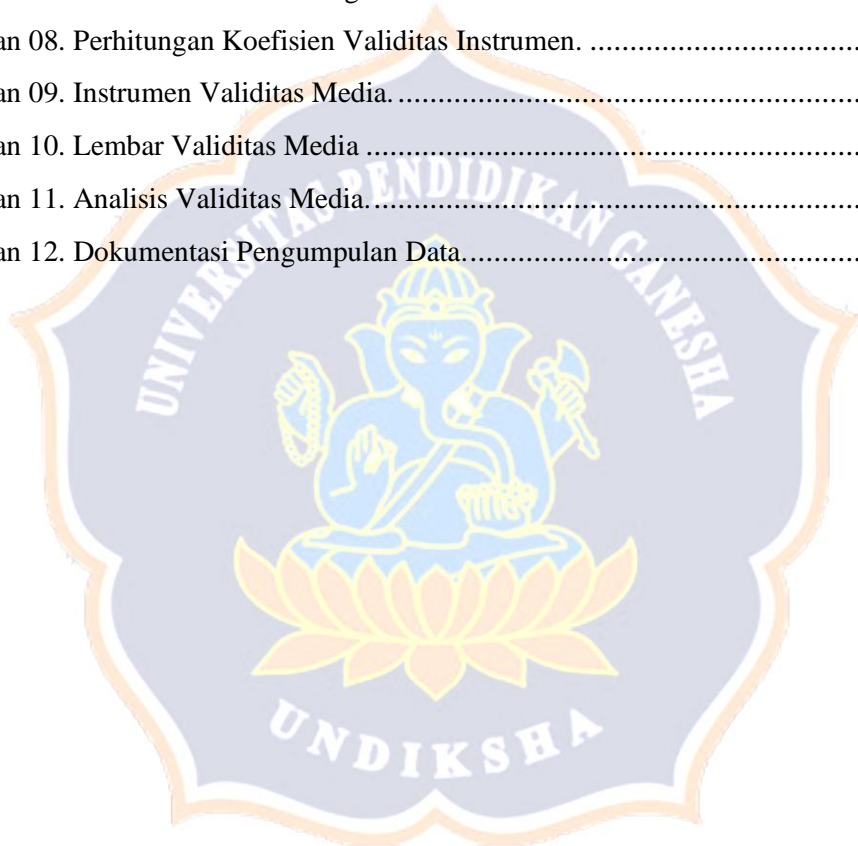 an 08. Perhitungan Koefisien Validitas Instrumen. ..................................
an 09. Instrumen Validitas Media. ..........................................................
an 10. Lembar Validitas Media ..............................................................
an 11. Analisis Validitas Media. .............................................................
an 12. Dokumentasi Pengumpulan Data. .................................................
UNIVERSITAS PENDIDIKAN GANESHA
UNDIKSHA